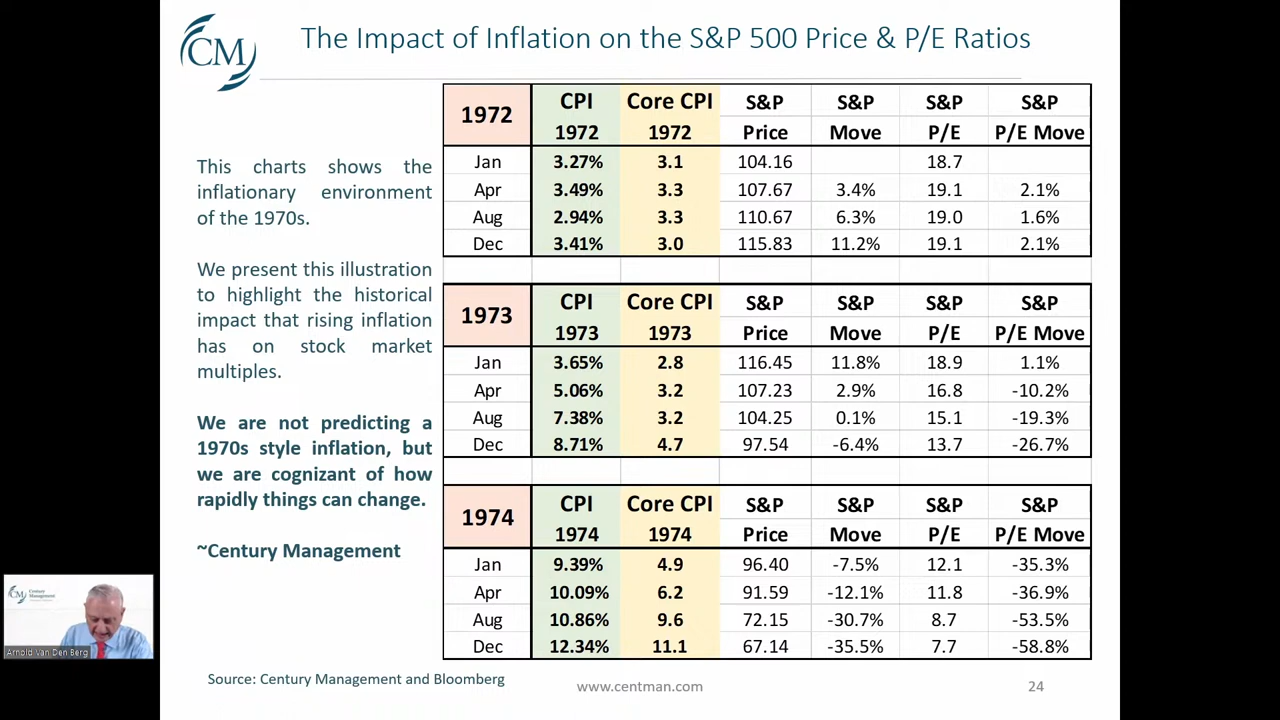 CM
The Impact of Inflation on the S&P 500 Price & P/E Ratios
This charts shows the
inflationary environment
of the 1970s.
We present this illustration
to highlight the historical
impact that rising inflation
has on stock market
multiples.
We are not predicting a
1970s style inflation, but
we are cognizant of how
rapidly things can change.
~Century Management
1972 CPI Core CPI S&P S&P S&P S&P
1972 1972 Price Move P/E P/E Move
Jan 3.27% 3.1 104.16 18.7
Apr 3.49% 3.3 107.67 3.4% 19.1 2.1%
Aug 2.94% 3.3 110.67 6.3% 19.0 1.6%
Dec 3.41% 3.0 115.83 11.2% 19.1 2.1%
1973 CPI Core CPI S&P S&P S&P S&P
1973 1973 Price Move P/E P/E Move
Jan 3.65% 2.8 116.45 11.8% 18.9 1.1%
Apr 5.06% 3.2 107.23 2.9% 16.8 -10.2%
Aug 7.38% 3.2 104.25 0.1% 15.1 -19.3%
Dec 8.71% 4.7 97.54 -6.4% 13.7 -26.7%
1974 CPI Core CPI S&P S&P S&P S&P
1974 1974 Price Move P/E P/E Move
Jan 9.39% 4.9 96.40 -7.5% 12.1 -35.3%
Apr 10.09% 6.2 91.59 -12.1% 11.8 -36.9%
Aug 10.86% 9.6 72.15 -30.7% 8.7 -53.5%
Dec 12.34% 11.1 67.14 -35.5% 7.7 -58.8%
CM Century
Management
Arnold Van Den Berg
Source: Century Management and Bloomberg
www.centman.com
24